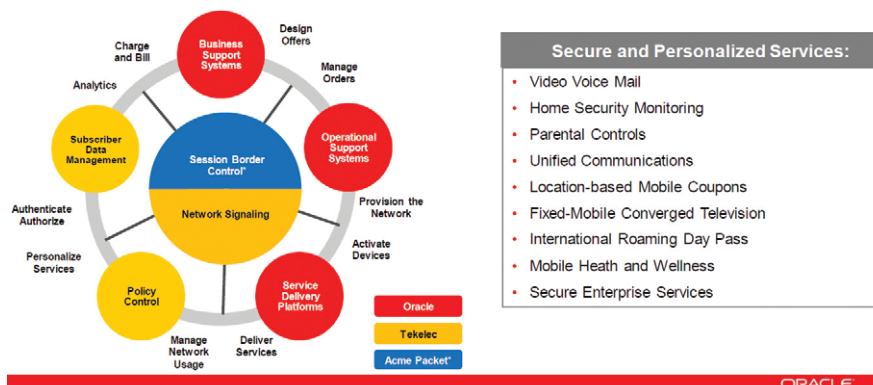 Design
Offers
Charge
and Bill
Business
Support
Systems
Manage
Orders
Analytics
Subscriber
Data
Management
Session Border
Control*
Operational
Support
Systems
Network Signaling
Provision the
Network
Authenticate
Authorize
Activate
Devices
Personalize
Services
Policy
Control
Service
Delivery
Platforms
Manage
Network
Usage
Deliver
Services
Oracle
Tekelec
Acme Packet*
Secure and Personalized Services:
• Video Voice Mail
• Home Security Monitoring
• Parental Controls
• Unified Communications
• Location-based Mobile Coupons
• Fixed-Mobile Converged Television
• International Roaming Day Pass
• Mobile Heath and Wellness
• Secure Enterprise Services
ORACLE